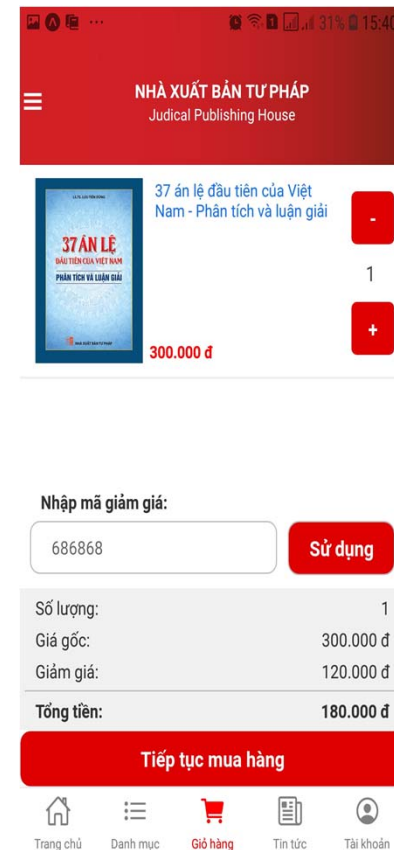 31% 15:40
NHÀ XUẤT BẢN TƯ PHÁP
Judical Publishing House
37 ÁN LỆ
ĐẦU TIÊN CỦA VIỆT NAM
PHÂN TÍCH VÀ LUẬN GIẢI
37 án lệ đầu tiên của Việt
Nam - Phân tích và luận giải
-
1
+
300.000 đ
Nhập mã giảm giá:
686868
Sử dụng
Số lượng: 1
Giá gốc: 300.000 đ
Giảm giá: 120.000 đ
Tổng tiền: 180.000 đ
Tiếp tục mua hàng
Trang chủ Danh mục Giỏ hàng Tin tức Tài khoản